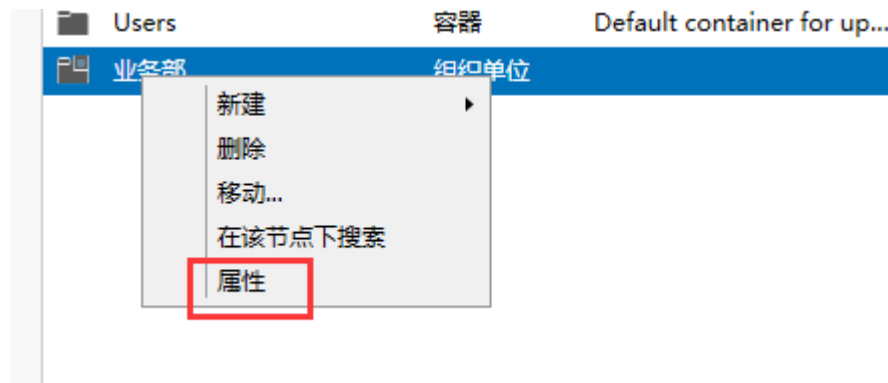 Users 容器 Default container for up...
业务部 组织单位
新建
删除
移动...
在该节点下搜索
属性